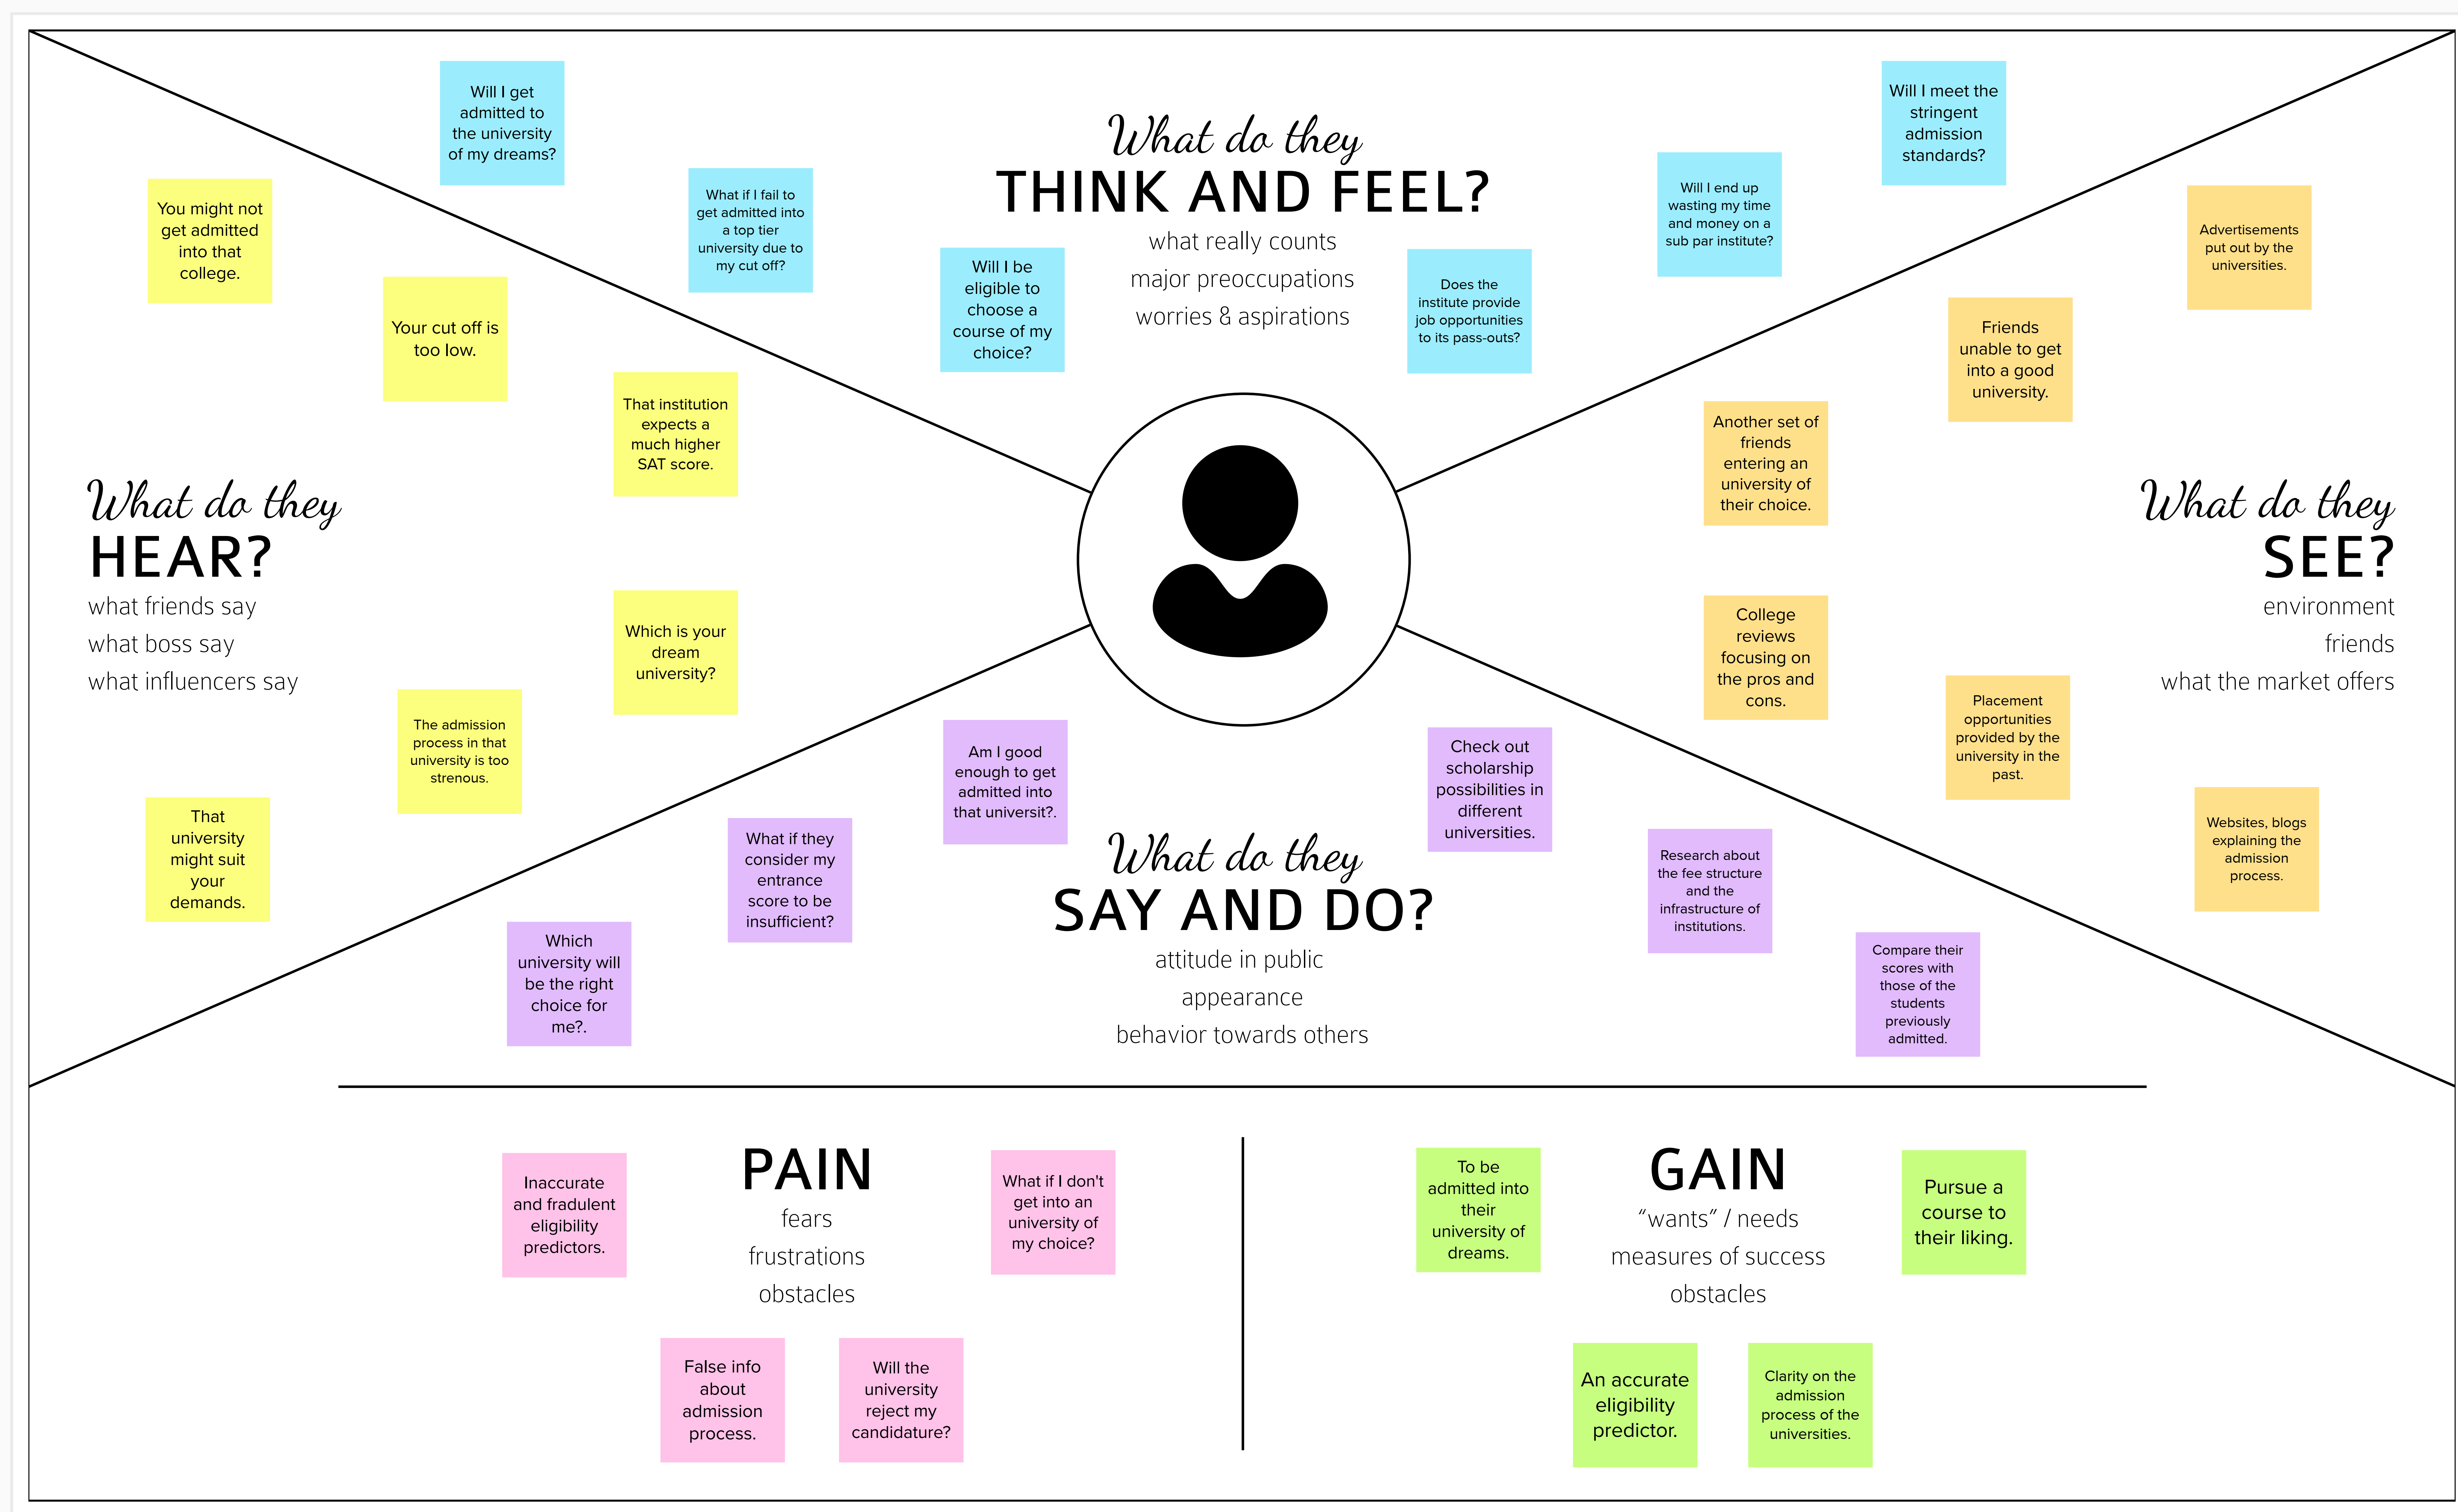 What do they
THINK AND FEEL?
what really counts
major preoccupations
worries & aspirations
Will I get
admitted to
the university
of my dreams?
What if I fail to
get admitted into
a top tier
university due to
my cut off?
Will I be
eligible to
choose a
course of my
choice?
Does the
institute provide
job opportunities
to its pass-outs?
Will I end up
wasting my time
and money on a
sub par institute?
Will I meet the
stringent
admission
standards?
What do they
HEAR?
what friends say
what boss say
what influencers say
You might not
get admitted
into that
college.
Your cut off is
too low.
That institution
expects a
much higher
SAT score.
Which is your
dream
university?
The admission
process in that
university is too
strenous.
That
university
might suit
your
demands.
What do they
SEE?
environment
friends
what the market offers
Advertisements
put out by the
universities.
Friends
unable to get
into a good
university.
Another set of
friends
entering an
university of
their choice.
College
reviews
focusing on
the pros and
cons.
Placement
opportunities
provided by the
university in the
past.
Websites, blogs
explaining the
admission
process.
What do they
SAY AND DO?
attitude in public
appearance
behavior towards others
Am I good
enough to get
admitted into
that universit?.
What if they
consider my
entrance
score to be
insufficient?
Which
university will
be the right
choice for
me?.
Check out
scholarship
possibilities in
different
universities.
Research about
the fee structure
and the
infrastructure of
institutions.
Compare their
scores with
those of the
students
previously
admitted.
PAIN
fears
frustrations
obstacles
Inaccurate
and fradulent
eligibility
predictors.
What if I don't
get into an
university of
my choice?
False info
about
admission
process.
Will the
university
reject my
candidature?
GAIN
“wants” / needs
measures of success
obstacles
To be
admitted into
their
university of
dreams.
Pursue a
course to
their liking.
An accurate
eligibility
predictor.
Clarity on the
admission
process of the
universities.